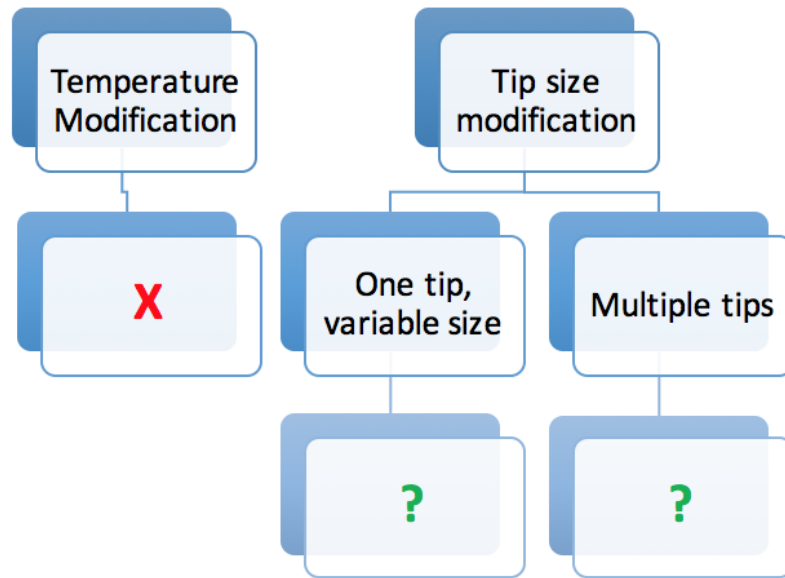 Temperature
Modification
Tip size
modification
X
One tip,
variable size
Multiple tips
?
?